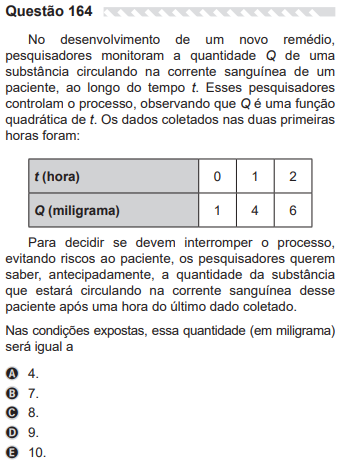 Questão 164
No desenvolvimento de um novo remédio,
pesquisadores monitoram a quantidade Q de uma
substância circulando na corrente sanguínea de um
paciente, ao longo do tempo t. Esses pesquisadores
controlam o processo, observando que Q é uma função
quadrática de t. Os dados coletados nas duas primeiras
horas foram:
t (hora) 0 1 2
Q (miligrama) 1 4 6
Para decidir se devem interromper o processo,
evitando riscos ao paciente, os pesquisadores querem
saber, antecipadamente, a quantidade da substância
que estará circulando na corrente sanguínea desse
paciente após uma hora do último dado coletado.
Nas condições expostas, essa quantidade (em miligrama)
será igual a
A 4.
B 7.
C 8.
D 9.
E 10.